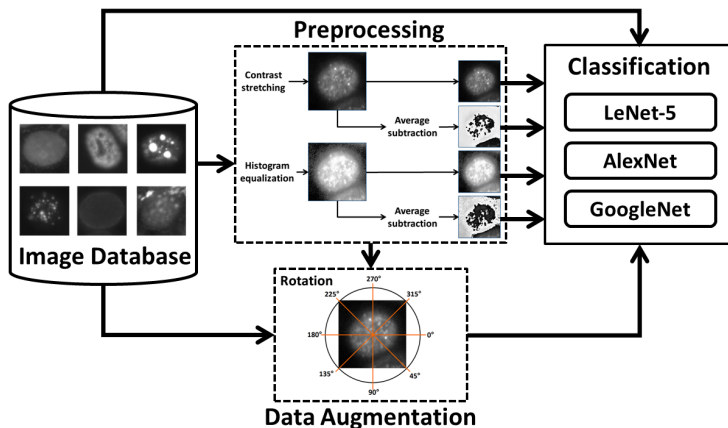 Preprocessing
Contrast
stretching
Average
subtraction
Histogram
equalization
Average
subtraction
Classification
LeNet-5
AlexNet
GoogleNet
Image Database
Rotation
270°
225°
315°
180°
0°
135°
45°
90°
Data Augmentation